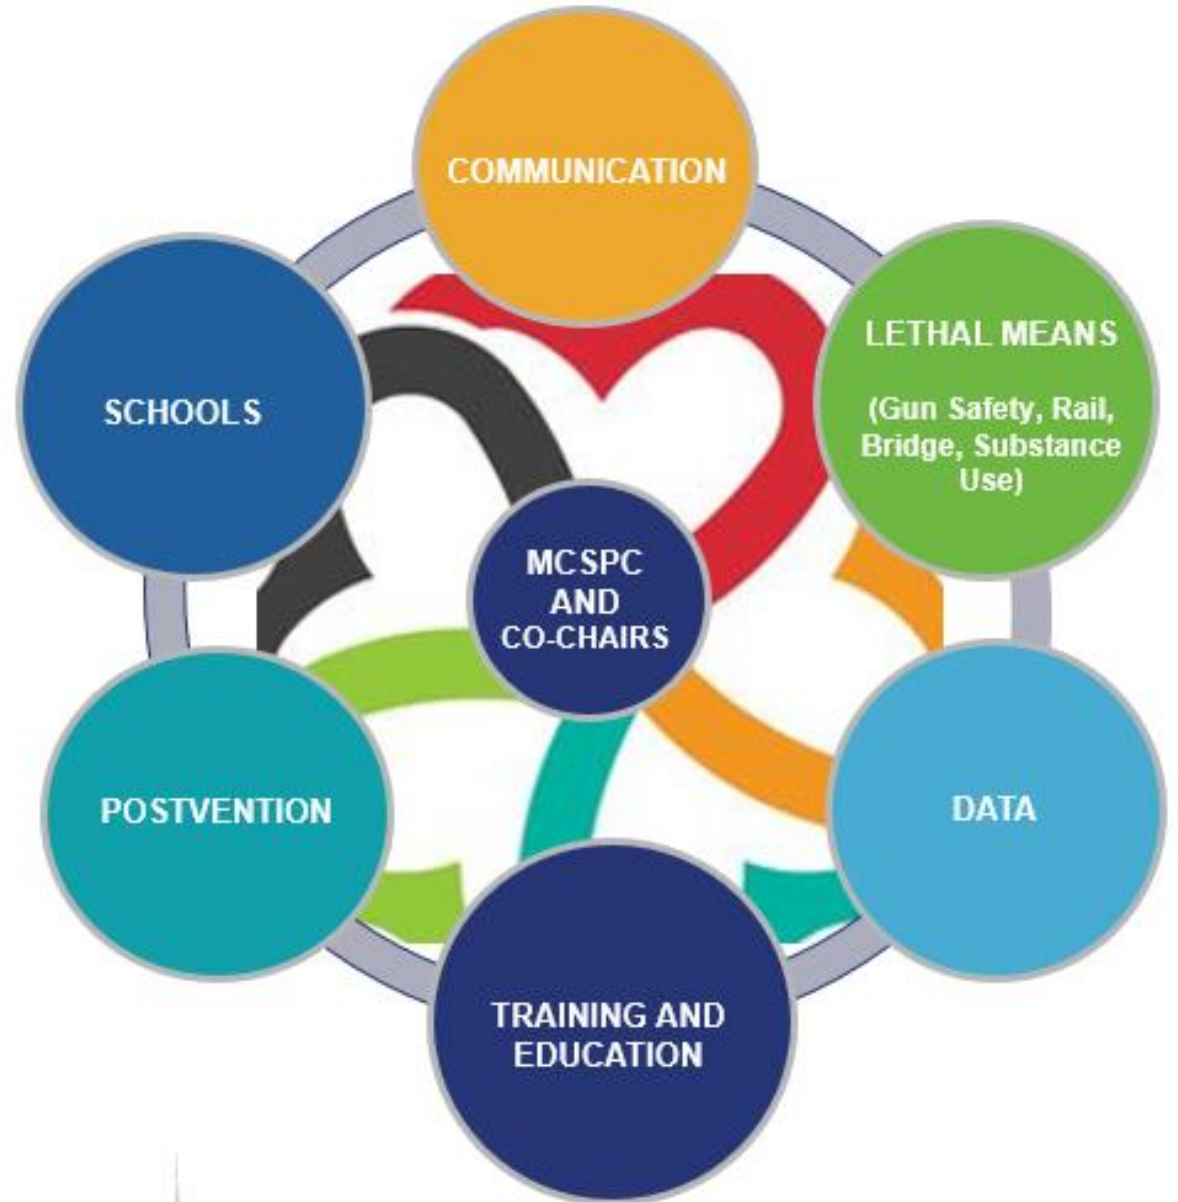 COMMUNICATION
LETHAL MEANS
(Gun Safety, Rail,
Bridge, Substance
Use)
SCHOOLS
MCSPC
AND
CO-CHAIRS
POSTVENTION
DATA
TRAINING AND
EDUCATION